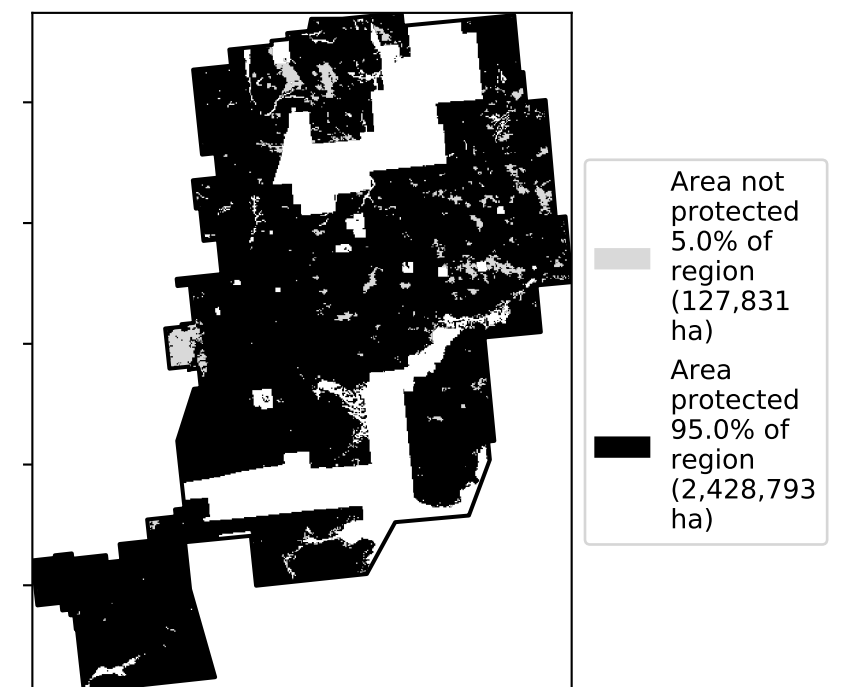 Area not
protected
5.0% of
region
(127,831
ha)
Area
protected
95.0% of
region
(2,428,793
ha)